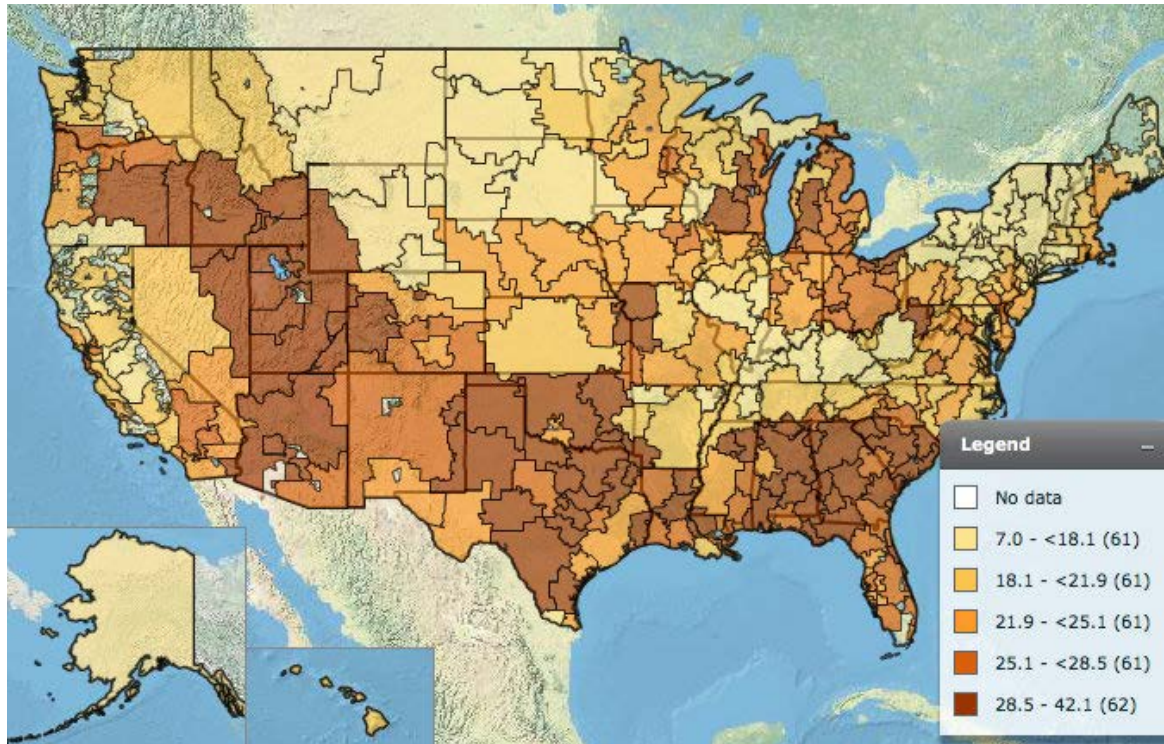 Legend
No data
7.0 - <18.1 (61)
18.1 - <21.9 (61)
21.9 - <25.1 (61)
25.1 - <28.5 (61)
28.5 - 42.1 (62)